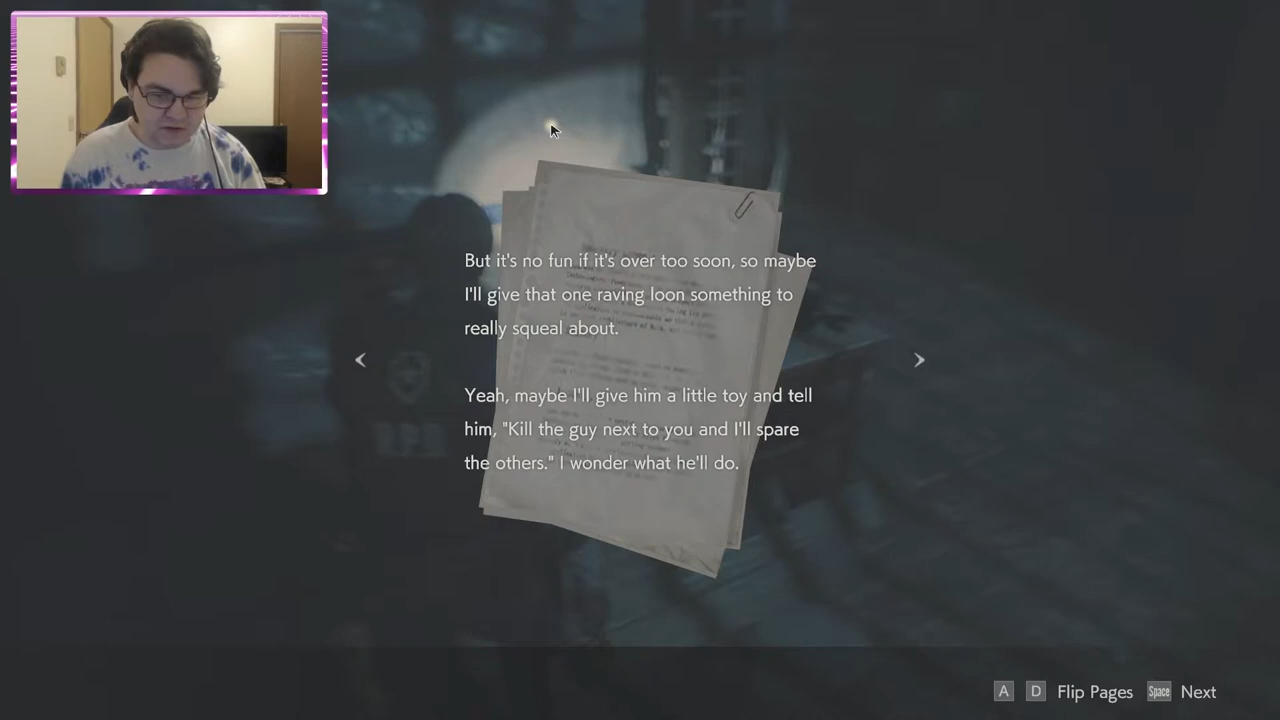 But it's no fun if it's over too soon, so maybe
I'll give that one raving loon something to
really squeal about.
Yeah, maybe I'll give him a little toy and tell
him, "Kill the guy next to you and I'll spare
the others." I wonder what he'll do.
A D Flip Pages Space Next